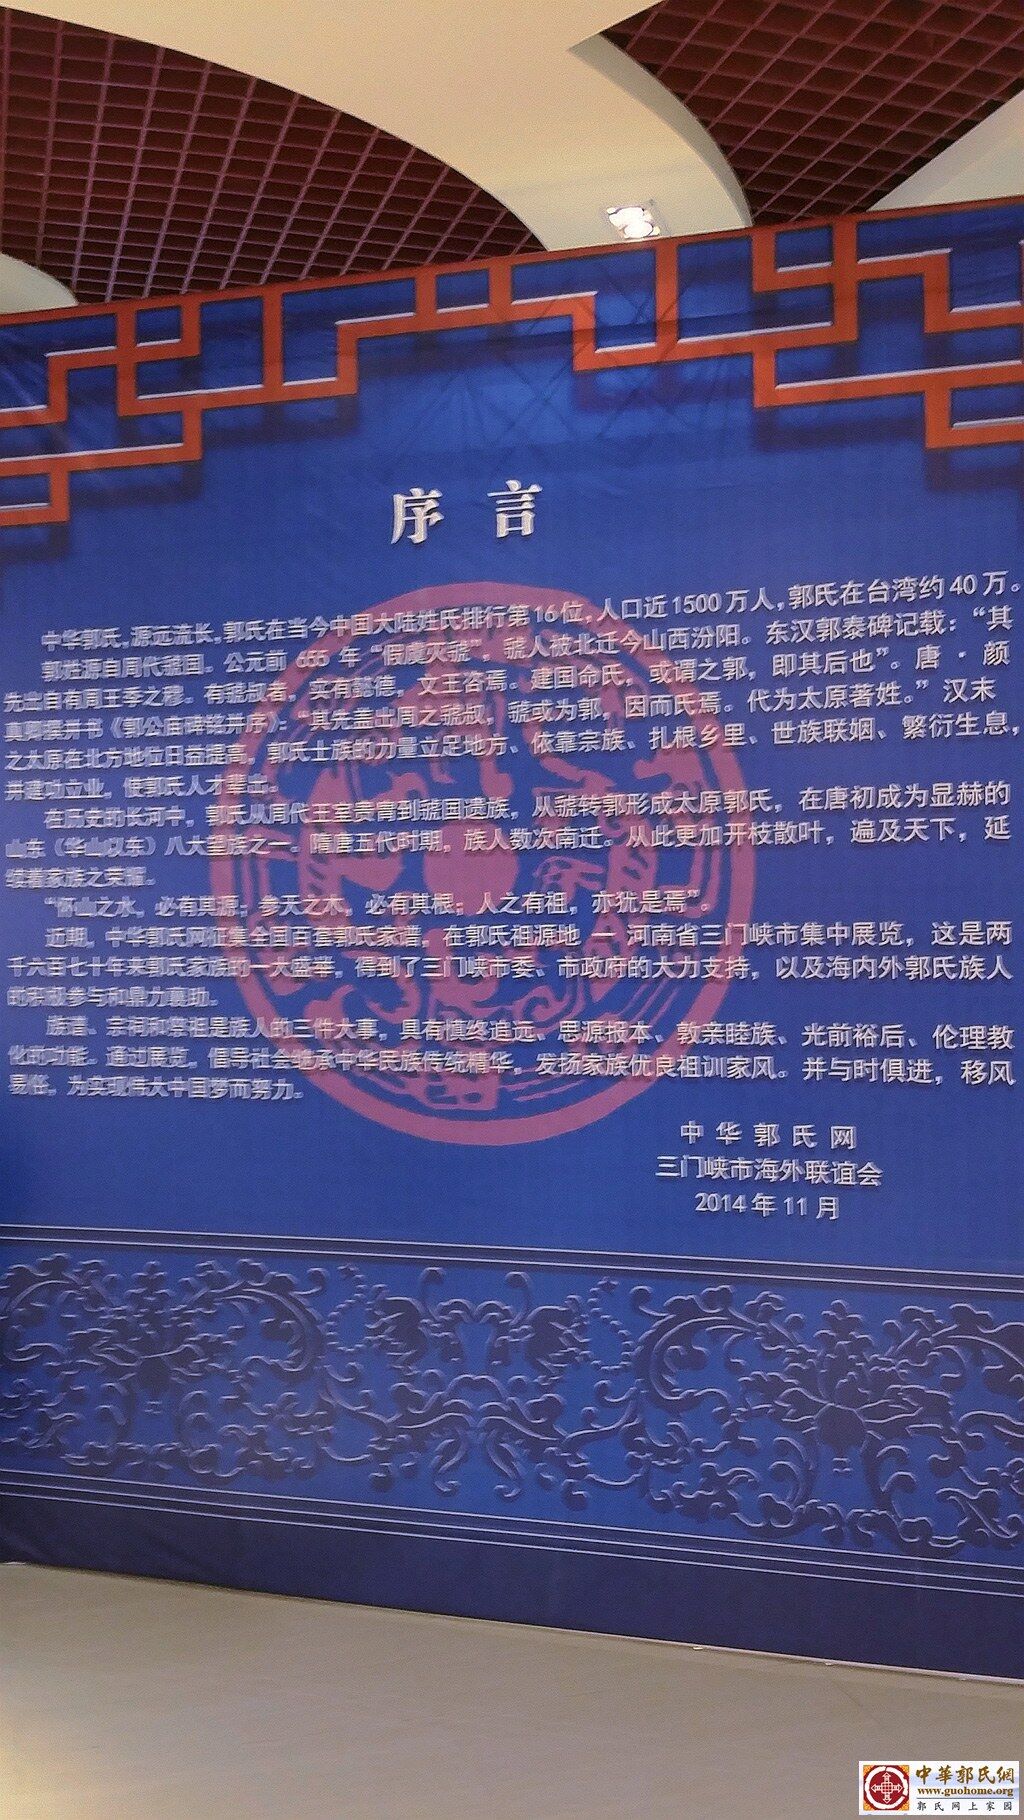 序言
中华郭氏，源远流长，郭氏在当今中国大陆姓氏排行第16位，人口近1500万人，郭氏在台湾约40万。
郭姓源自周代虢国。公元前 655 年“假虞灭虢”，虢人被北迁今山西汾阳。东汉郭泰碑记载：“其
先出自有周王季之穆。有虢叔者，实有懿德，文王咨焉。建国命氏，或谓之郭，即其后也”。唐·颜
真卿撰并书《郭公庙碑铭并序》：“其先盖出周之虢叔，虢或为郭，因而氏焉。代为太原著姓。”汉末
之太原在北方地位日益提高，郭氏士族的力量立足地方、依靠宗族、扎根乡里、世族联姻、繁衍生息，
并建功立业，使郭氏人才辈出。
在历史的长河中，郭氏从周代王室贵胄到虢国遗族，从虢转郭形成太原郭氏，在唐初成为显赫的
山东（华山以东）八大望族之一。隋唐五代时期，族人数次南迁。从此更加开枝散叶，遍及天下，延
续着家族之荣耀。
“怀山之水，必有其源；参天之木，必有其根；人之有祖，亦犹是焉”。
近期，中华郭氏网征集全国百套郭氏家谱，在郭氏祖源地 一 河南省三门峡市集中展览，这是两
千六百七十年来郭氏家族的一大盛举，得到了三门峡市委、市政府的大力支持，以及海内外郭氏族人
的积极参与和鼎力襄助。
族谱、宗祠和祭祖是族人的三件大事，具有慎终追远、思源报本、敦亲睦族、光前裕后、伦理教
化的功能。通过展览，倡导社会继承中华民族传统精华，发扬家族优良祖训家风。并与时俱进，移风
易俗，为实现伟大中国梦而努力。
中华郭氏网
三门峡市海外联谊会
2014年11月
中華郭氏網
www.guohome.org
郭氏网上家园